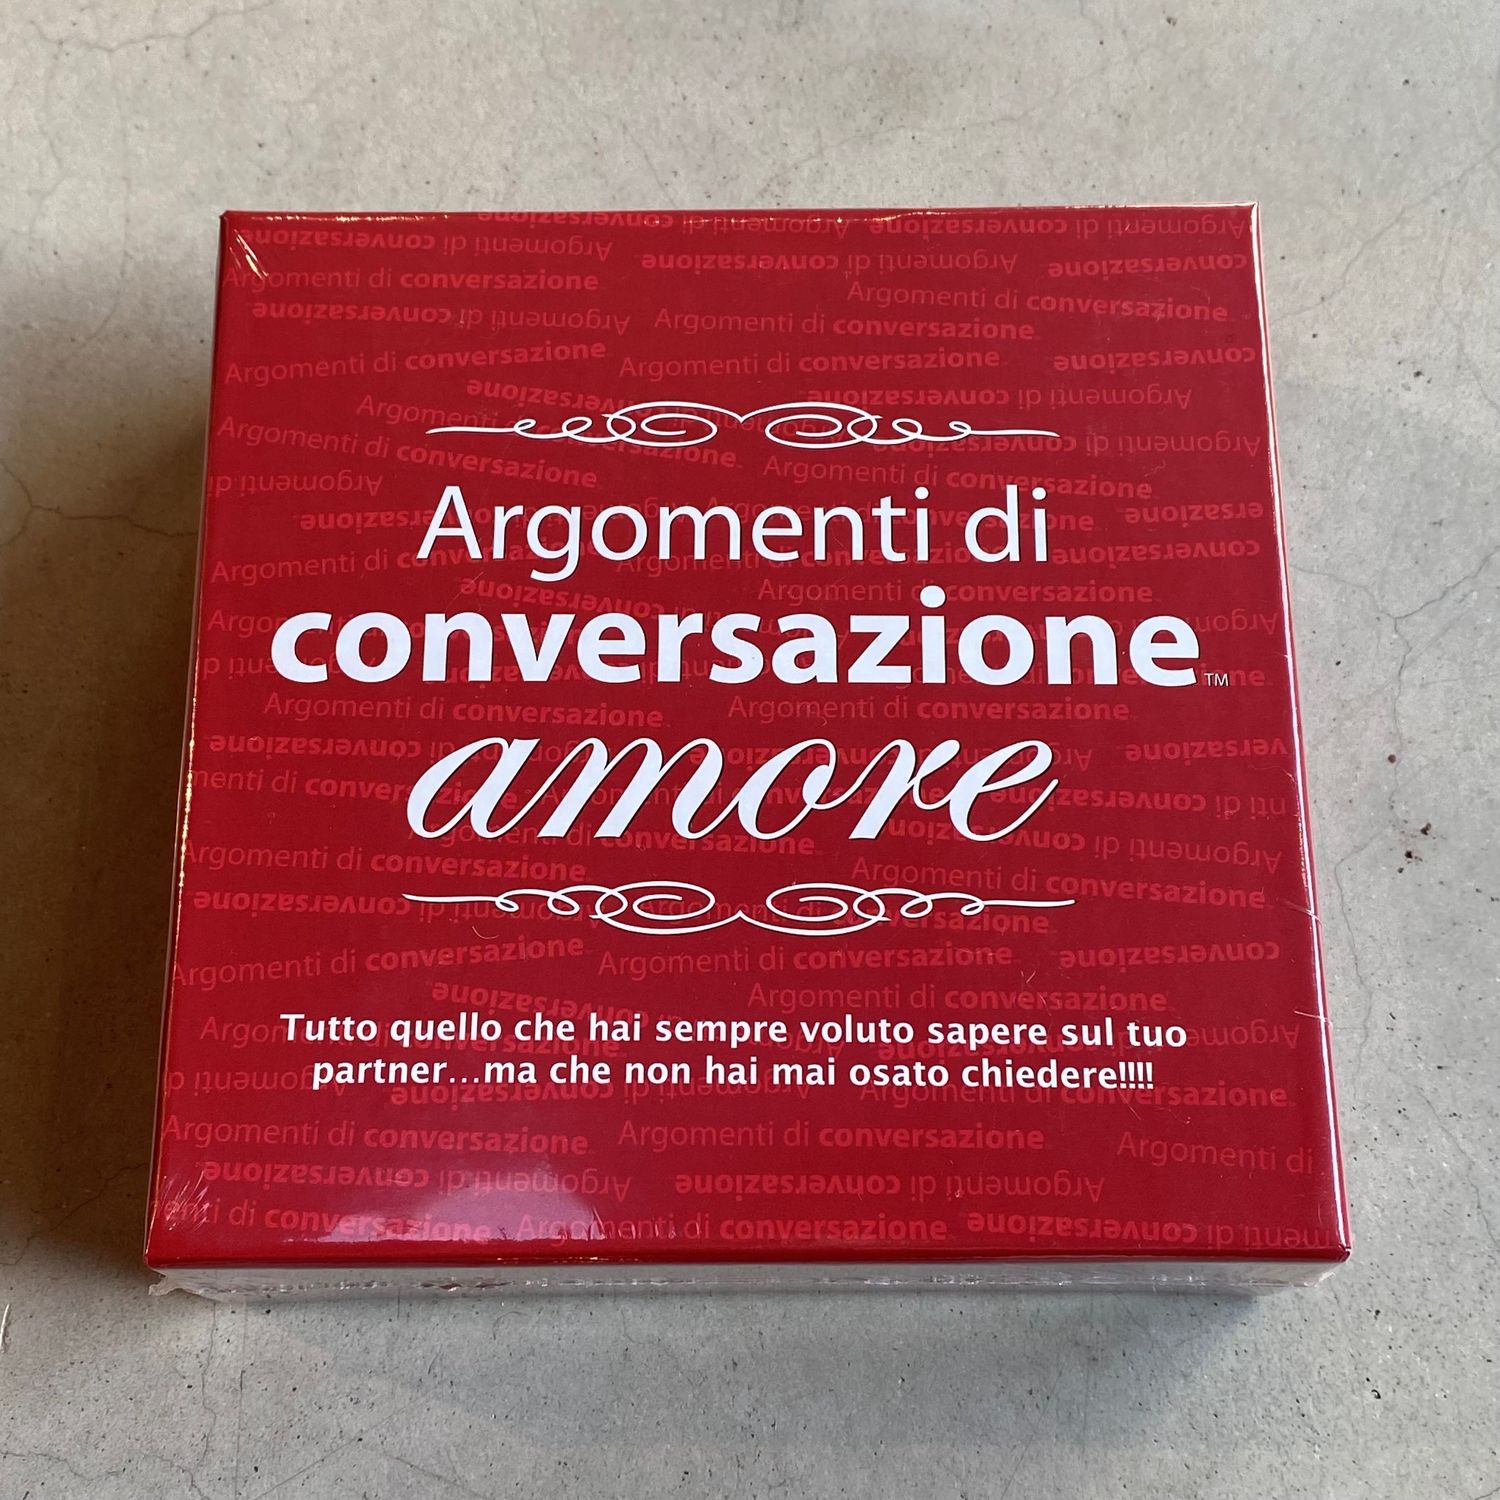 Argomenti di
conversazione™
amore
Tutto quello che hai sempre voluto sapere sul tuo
partner...ma che non hai mai osato chiedere!!!!